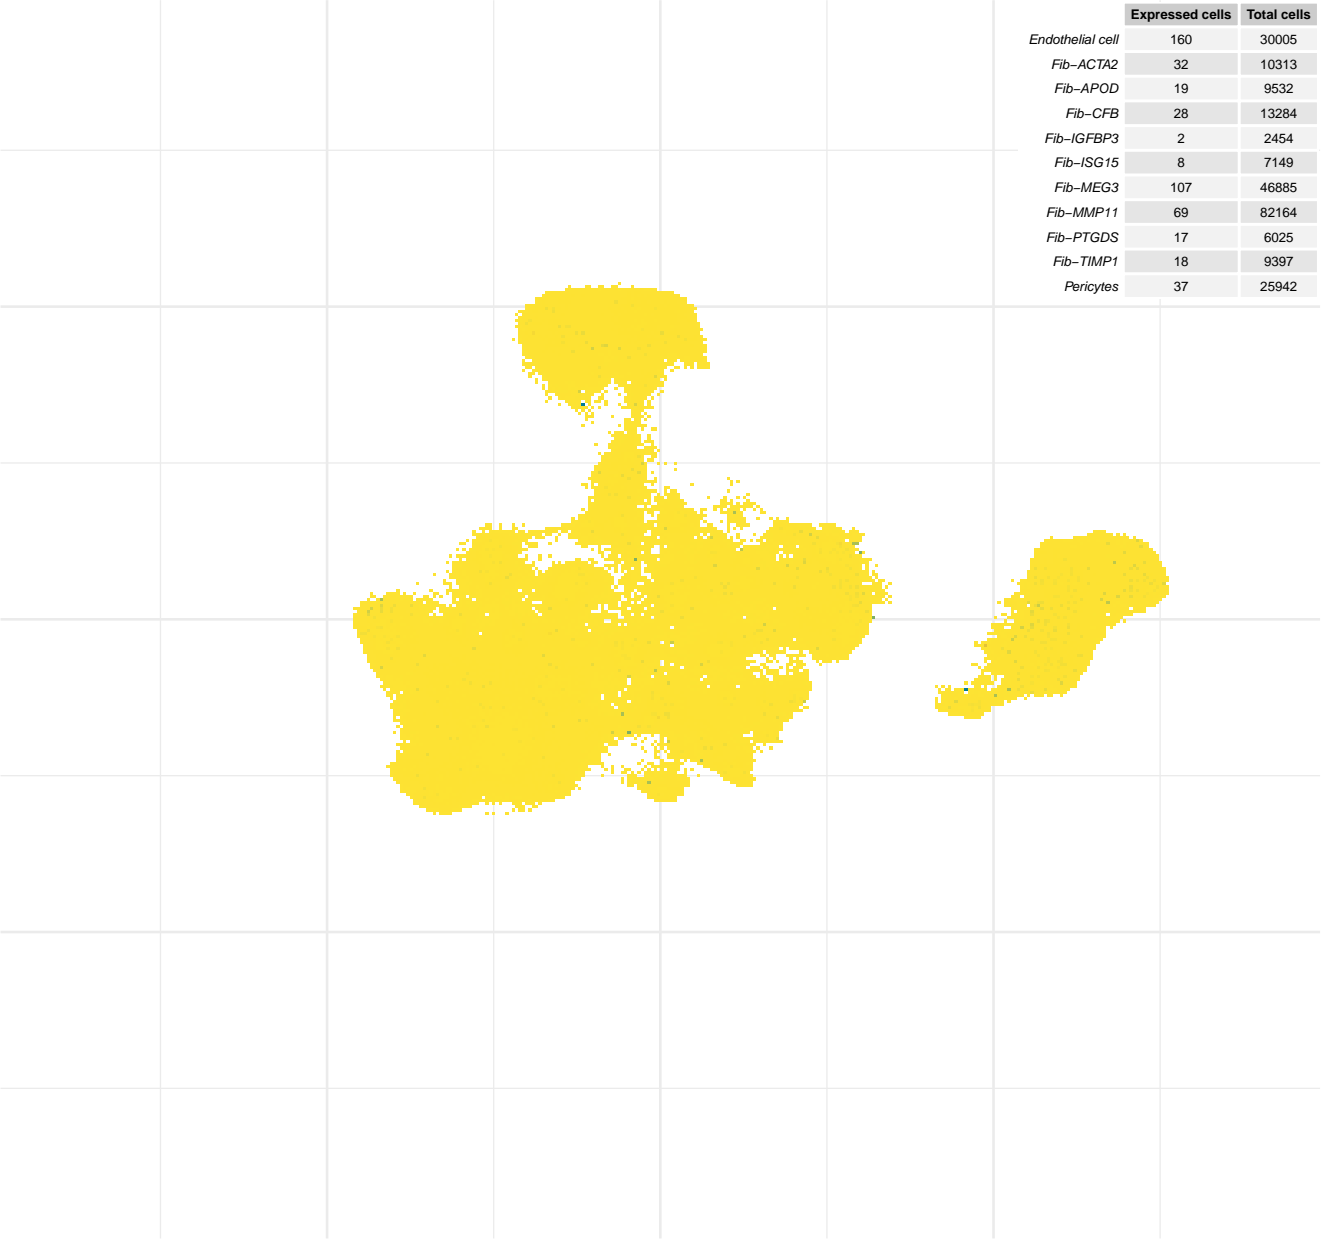 Expressed cells Total cells
Endothelial cell 160 30005
Fib−ACTA2 32 10313
Fib−APOD 19 9532
Fib−CFB 28 13284
Fib−IGFBP3 2 2454
Fib−ISG15 8 7149
Fib−MEG3 107 46885
Fib−MMP11 69 82164
Fib−PTGDS 17 6025
Fib−TIMP1 18 9397
Pericytes 37 25942